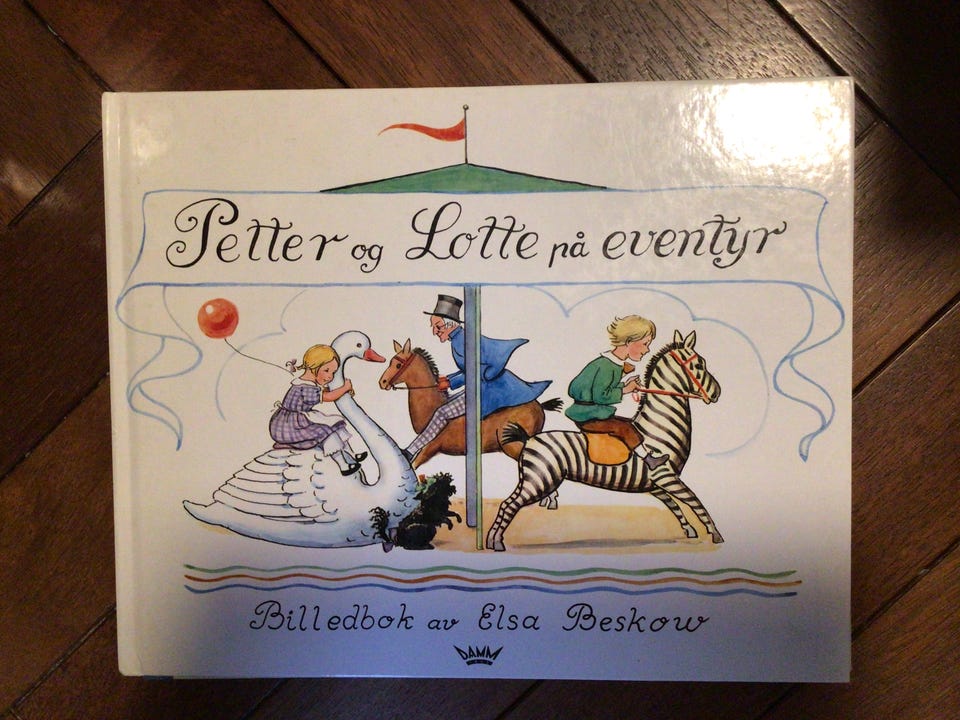 Petter og Lotte på eventyr
Billedbok av Elsa Beskow
DAMM